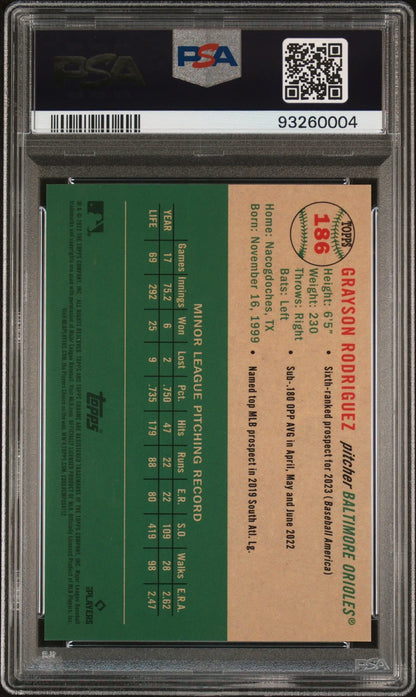 PSA
PSA
93260004
TOPPS
186
GRAYSON RODRIGUEZ pitcher BALTIMORE ORIOLES®
Height: 6'5" • Sixth-ranked prospect for 2023 (Baseball America)
Weight: 230
Throws: Right • Sub-.180 OPP AVG in April, May and June 2022
Bats: Left
Home: Nacogdoches, TX • Named top MLB prospect in 2019 South Atl. Lg.
Born: November 16, 1999
MINOR LEAGUE PITCHING RECORD
Games Innings Won Lost Pct. Hits Runs E.R. S.O. Walks E.R.A.
YEAR 17 75.2 6 2 .750 47 22 22 109 28 2.62
LIFE 69 292 25 9 .735 179 88 80 419 98 2.47
topps
PLAYERS
PSA